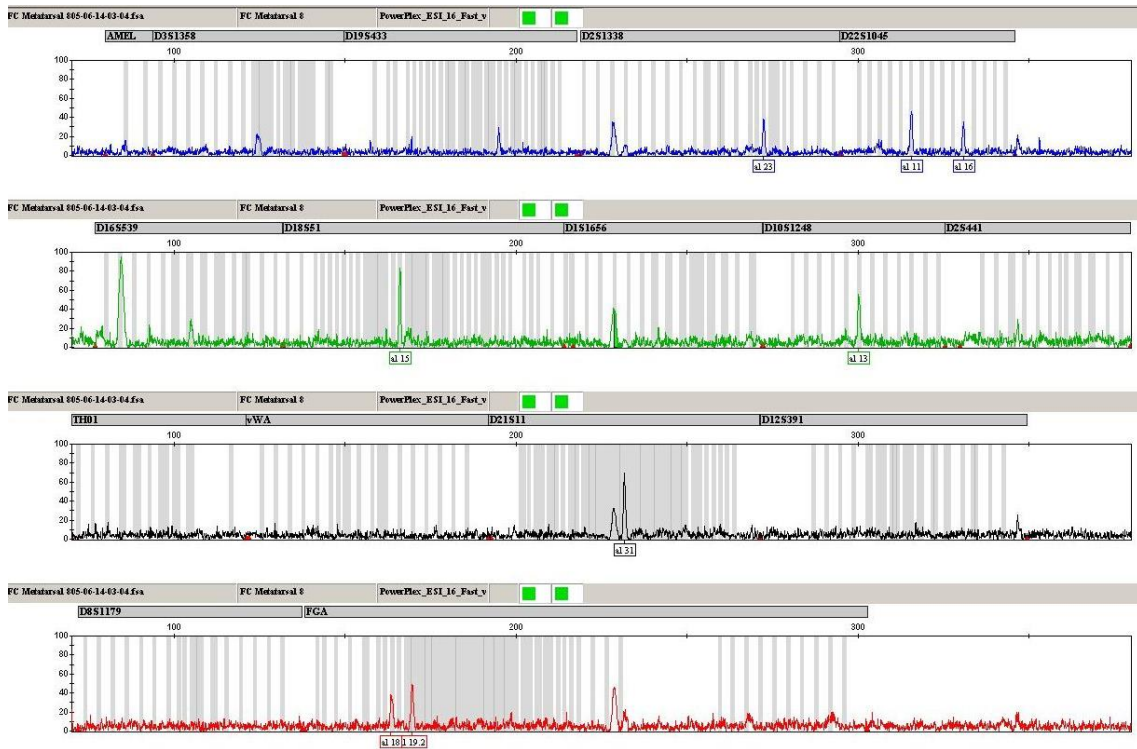 FC Metatarsal 805-06-14-03-04.fsa FC Metatarsal 8 PowerPlex_ESI_16_Fast_v
AMEL D3S1358 D19S433 D2S1338 D22S1045
100 200 300
100
80
60
40
20
0
al 23 al 11 al 16
FC Metatarsal 805-06-14-03-04.fsa FC Metatarsal 8 PowerPlex_ESI_16_Fast_v
D16S539 D18S51 D1S1656 D10S1248 D2S441
100 200 300
100
80
60
40
20
0
al 15 al 13
FC Metatarsal 805-06-14-03-04.fsa FC Metatarsal 8 PowerPlex_ESI_16_Fast_v
TH01 vWA D21S11 D12S391
100 200 300
100
80
60
40
20
0
al 31
FC Metatarsal 805-06-14-03-04.fsa FC Metatarsal 8 PowerPlex_ESI_16_Fast_v
D8S1179 FGA
100 200 300
100
80
60
40
20
0
al 18 l 19.2